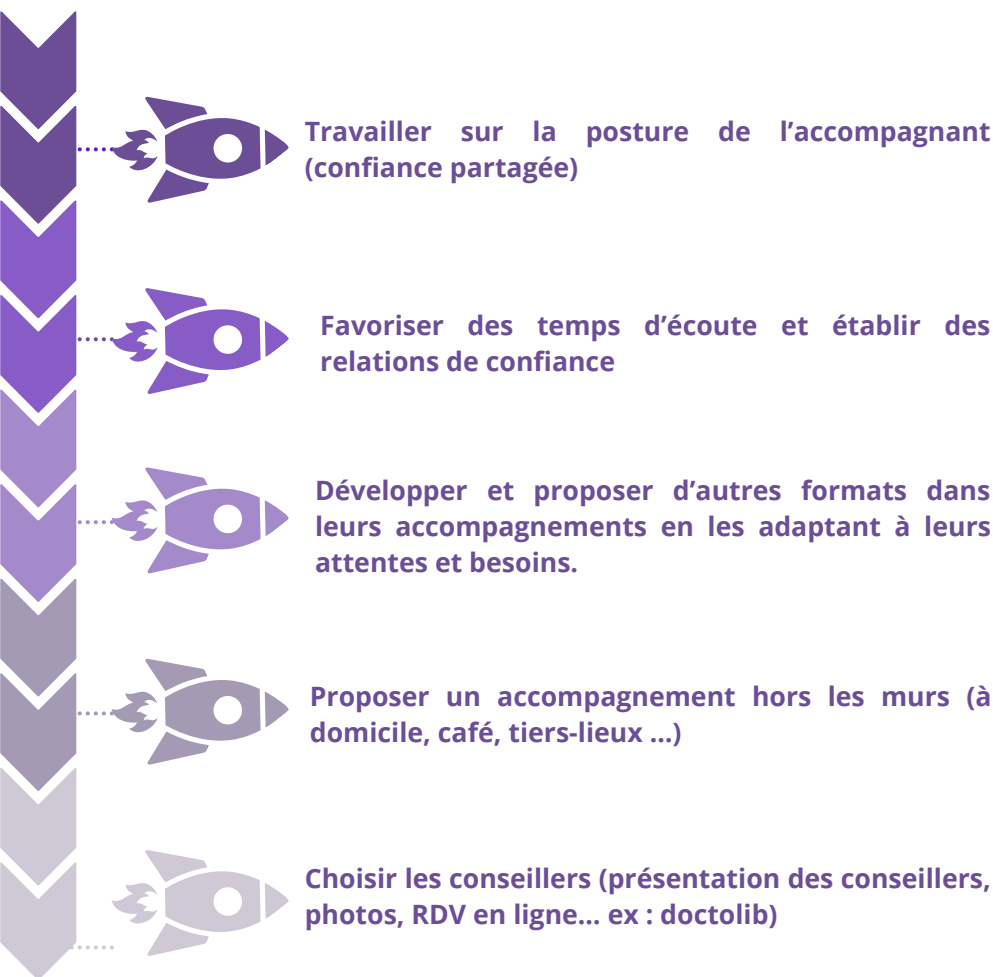 Travailler sur la posture de l’accompagnant
(confiance partagée)
Favoriser des temps d’écoute et établir des
relations de confiance
Développer et proposer d’autres formats dans
leurs accompagnements en les adaptant à leurs
attentes et besoins.
Proposer un accompagnement hors les murs (à
domicile, café, tiers-lieux ...)
Choisir les conseillers (présentation des conseillers,
photos, RDV en ligne... ex : doctolib)